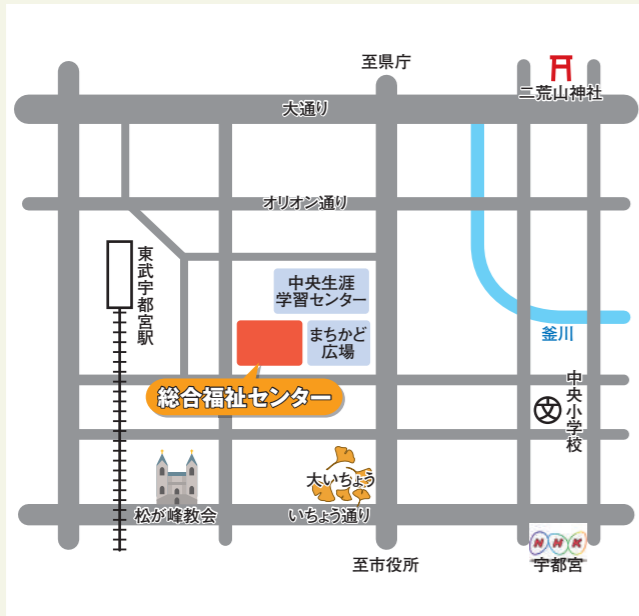 至県庁
二荒山神社
大通り
オリオン通り
東武宇都宮駅
中央生涯
学習センター
まちかど
広場
釜川
総合福祉センター
文
中央小学校
大いちょう
松が峰教会
いちょう通り
NHK
宇都宮
至市役所